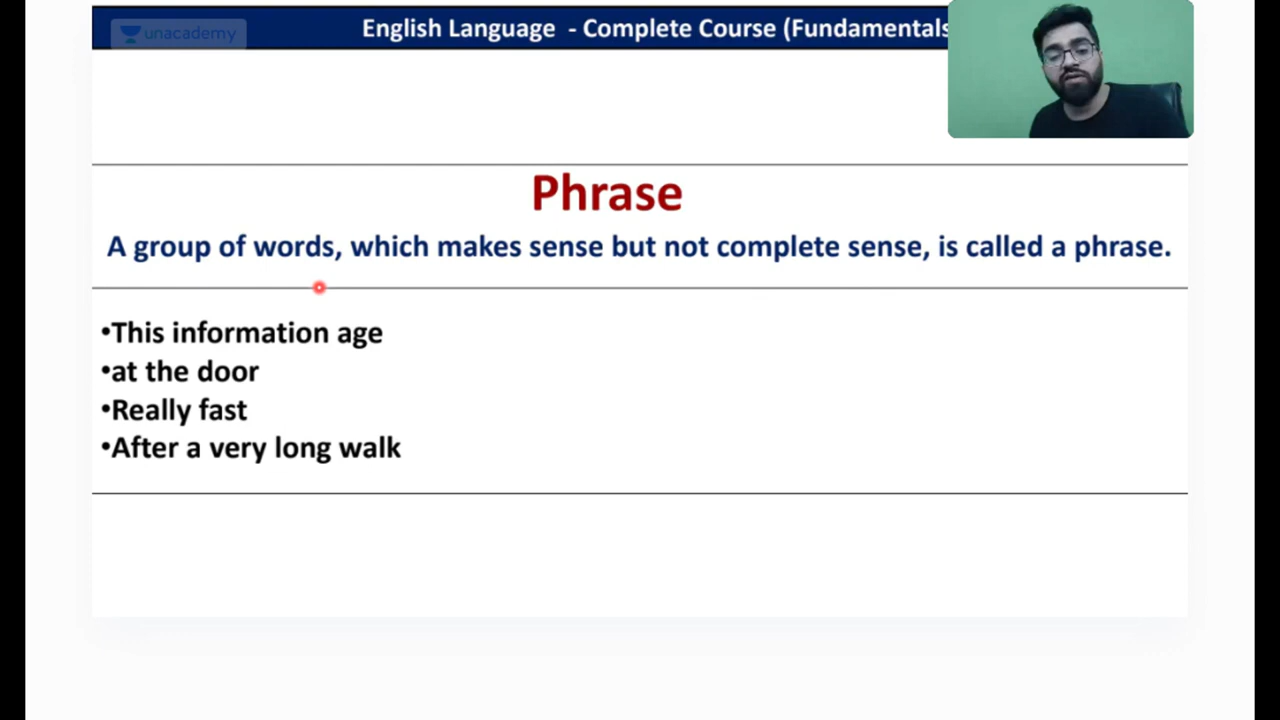 unacademy
English Language - Complete Course (Fundamentals
Phrase
A group of words, which makes sense but not complete sense, is called a phrase.
•This information age
•at the door
•Really fast
•After a very long walk